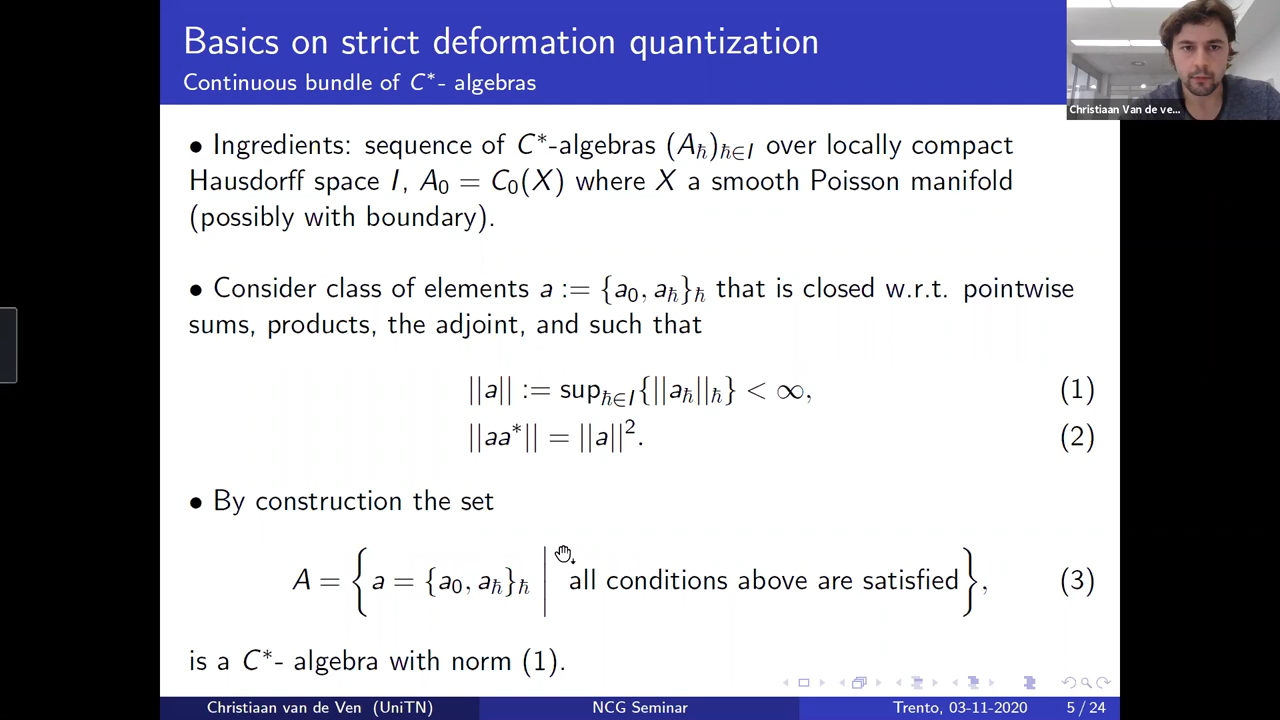 Basics on strict deformation quantization
Continuous bundle of C*- algebras
Christiaan Van de ve...
• Ingredients: sequence of C*-algebras (Aℏ)ℏ∈I over locally compact
Hausdorff space I, A₀ = C₀(X) where X a smooth Poisson manifold
(possibly with boundary).
• Consider class of elements a := {a₀, aℏ}ℏ that is closed w.r.t. pointwise
sums, products, the adjoint, and such that
||a|| := supℏ∈I{||aℏ||ℏ} < ∞, (1)
||aa*|| = ||a||². (2)
• By construction the set
A = { a = {a₀, aℏ}ℏ | all conditions above are satisfied }, (3)
is a C*- algebra with norm (1).
Christiaan van de Ven (UniTN) NCG Seminar Trento, 03-11-2020 5 / 24